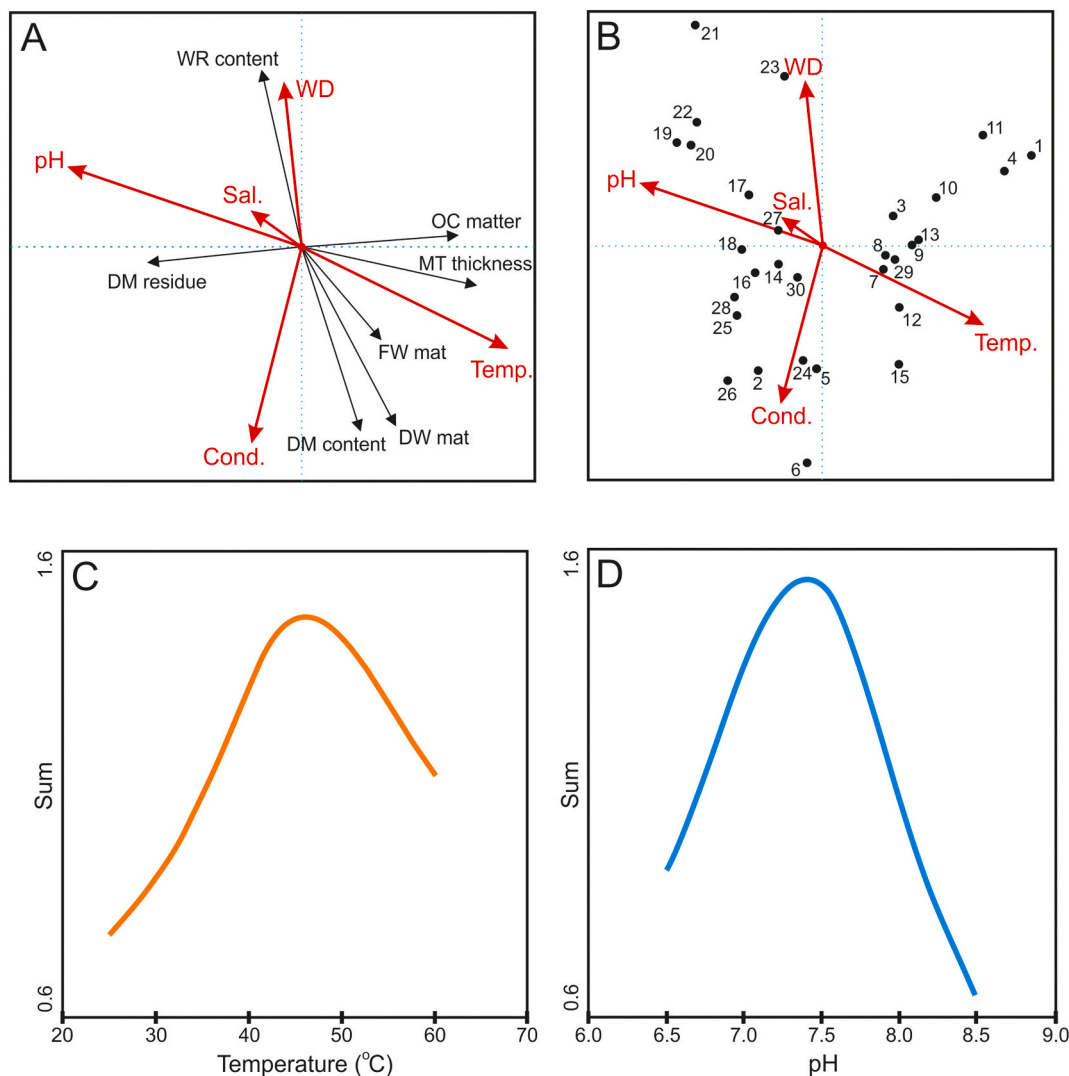 A
WR content
WD
pH
Sal.
OC matter
MT thickness
DM residue
FW mat
Temp.
Cond.
DM content
DW mat
B
21
23
WD
22
19
20
11
1
4
pH
17
Sal.
10
3
27
13
18
8
9
16
14
29
7
30
28
25
12
Temp.
24
2
5
15
26
Cond.
6
C
1.6
Sum
0.6
20
30
40
50
60
70
Temperature (°C)
D
1.6
Sum
0.6
6.0
7.0
7.5
8.0
8.5
9.0
pH